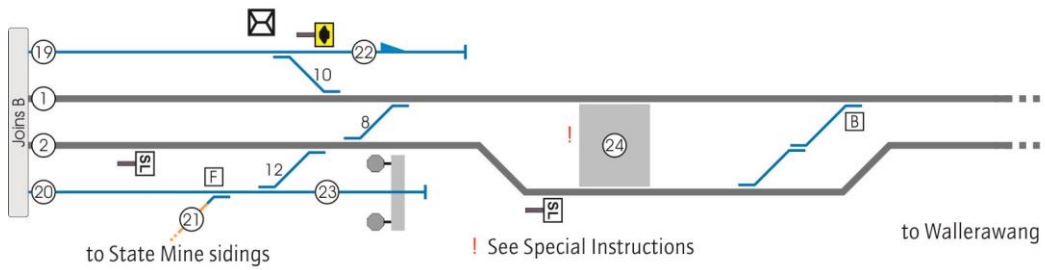 19
22
10
1
Joins B
8
B
!
24
2
12
SL
F
20
23
21
SL
to State Mine sidings
! See Special Instructions
to Wallerawang